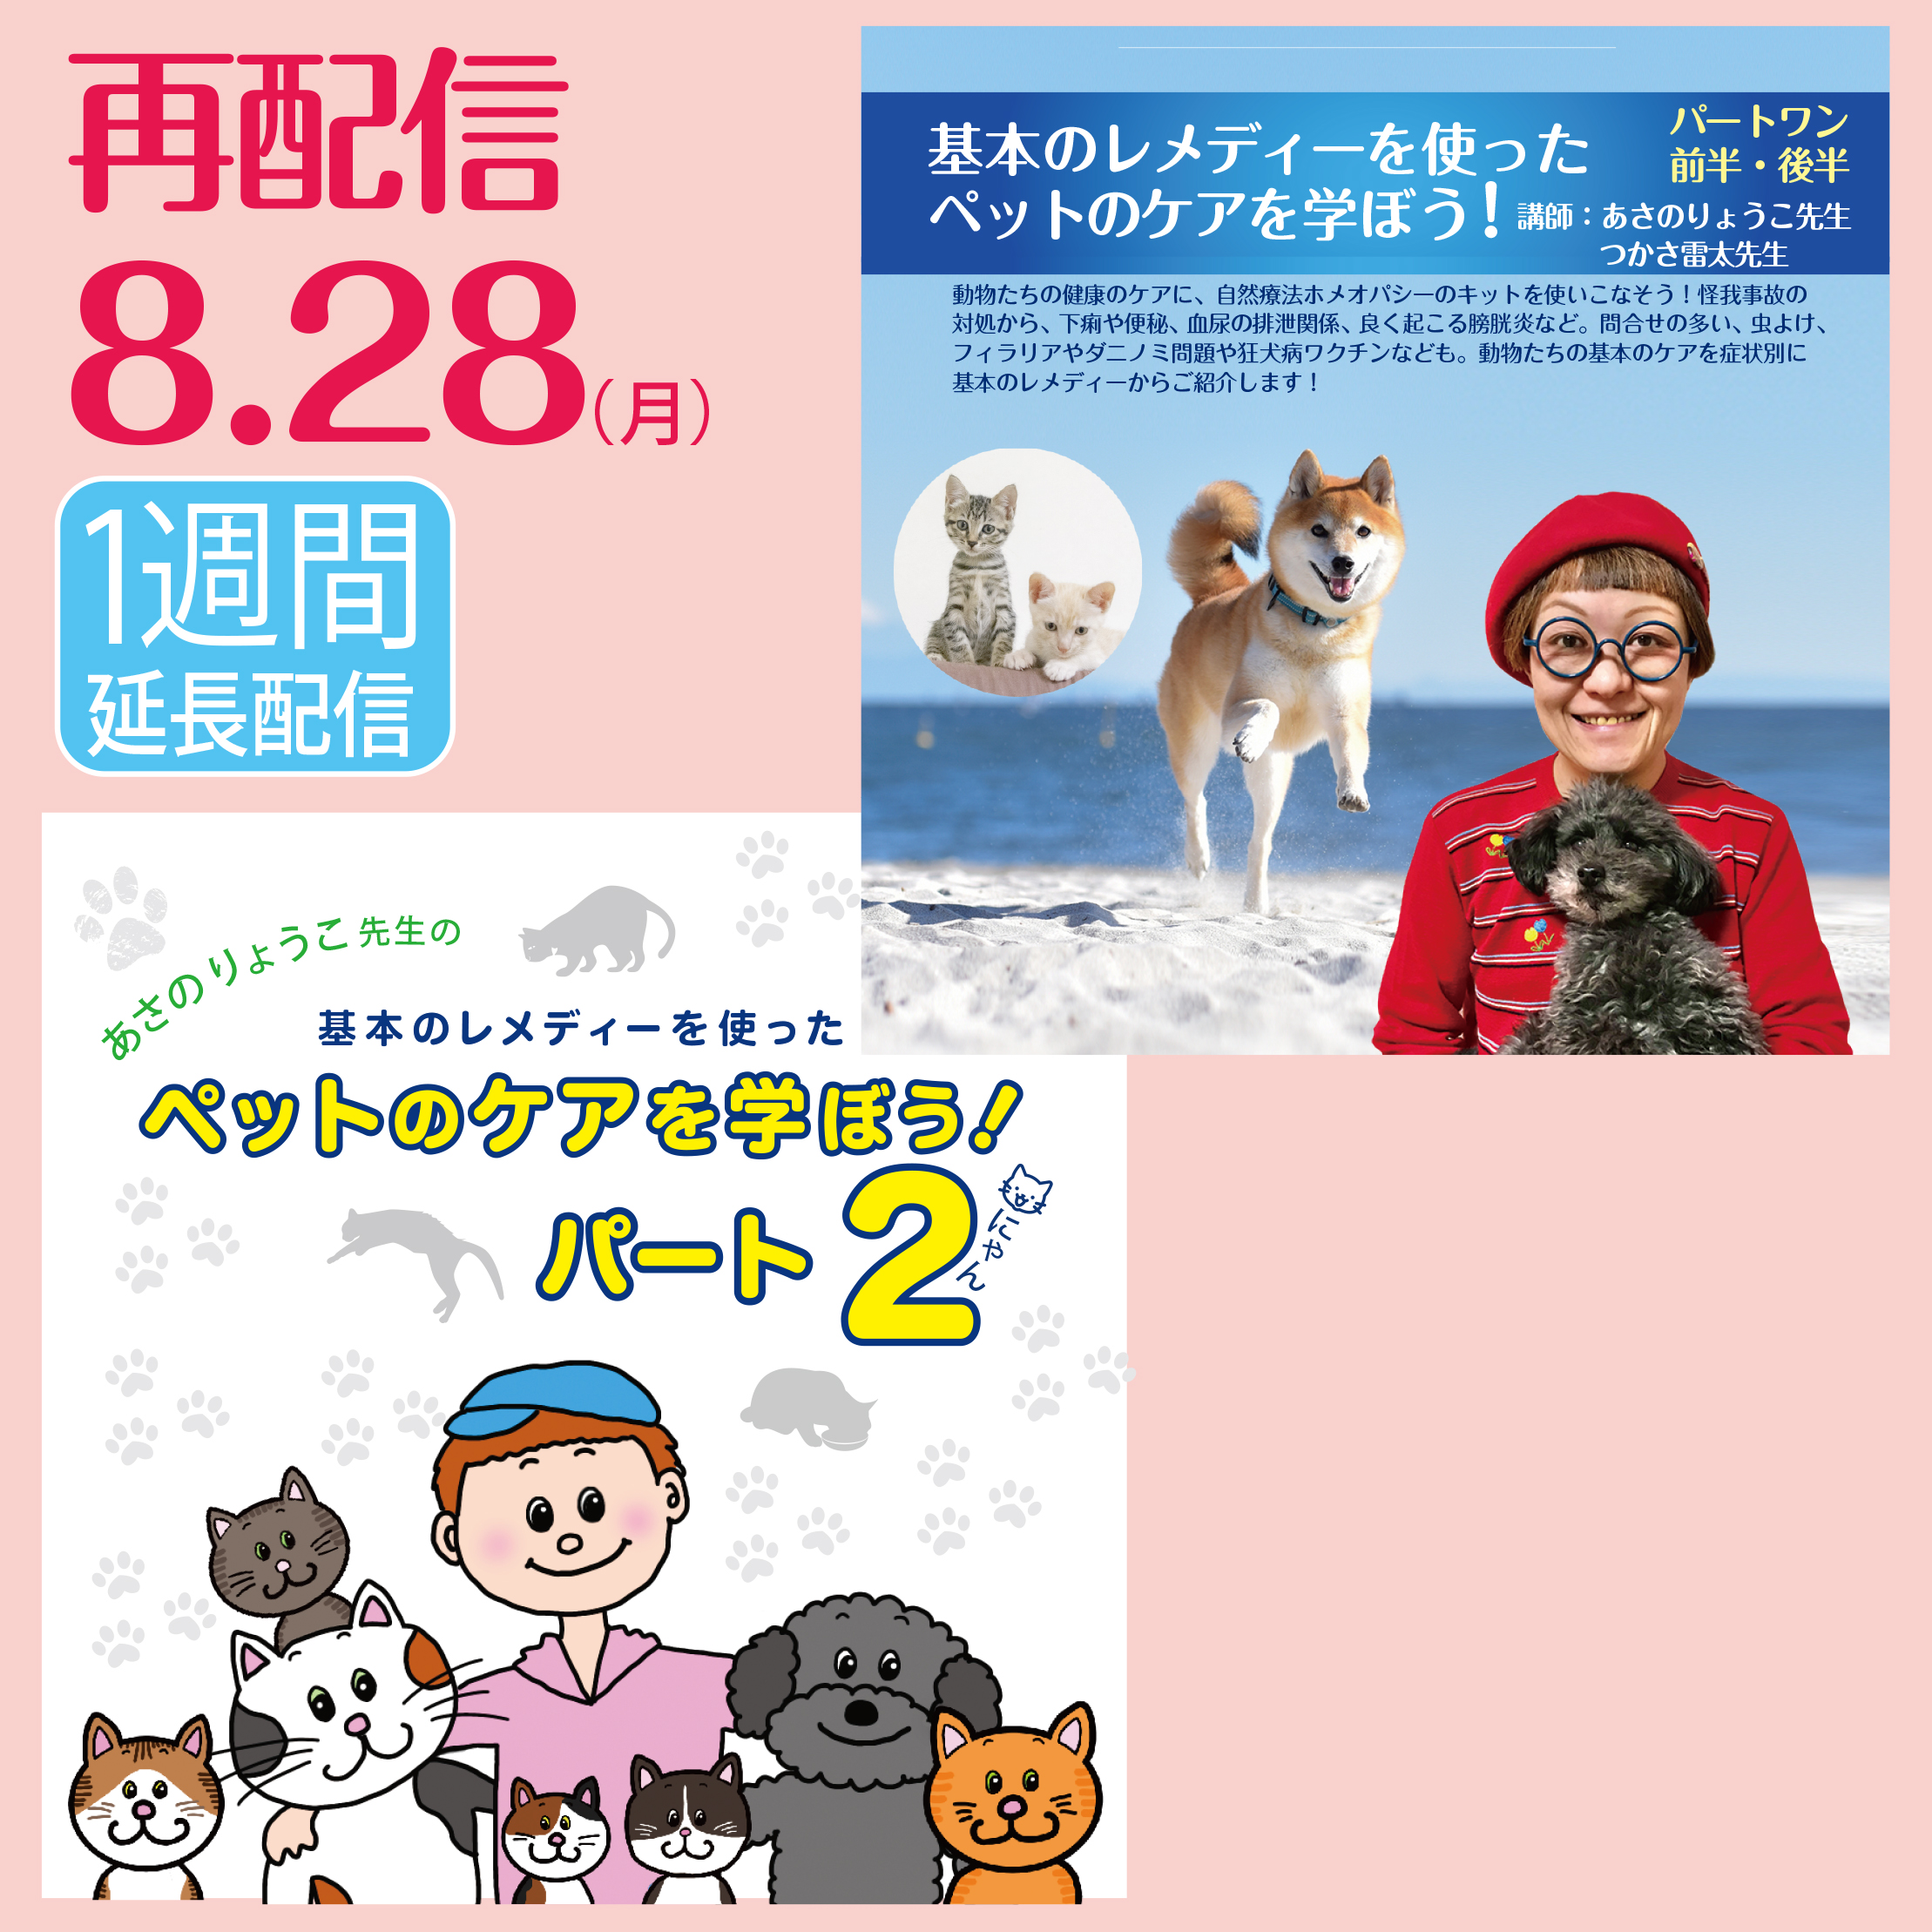 再配信
8.28(月)
1週間
延長配信
基本のレメディーを使った
ペットのケアを学ぼう!
パートワン
前半・後半
講師:あさのりょうこ先生
つかさ雷太先生
動物たちの健康のケアに、自然療法ホメオパシーのキットを使いこなそう!怪我事故の
対処から、下痢や便秘、血尿の排泄関係、良く起こる膀胱炎など。問合せの多い、虫よけ、
フィラリアやダニノミ問題や狂犬病ワクチンなども。動物たちの基本のケアを症状別に
基本のレメディーからご紹介します!
あさのりょうこ先生の
基本のレメディーを使った
ペットのケアを学ぼう!
パート2
にゃん